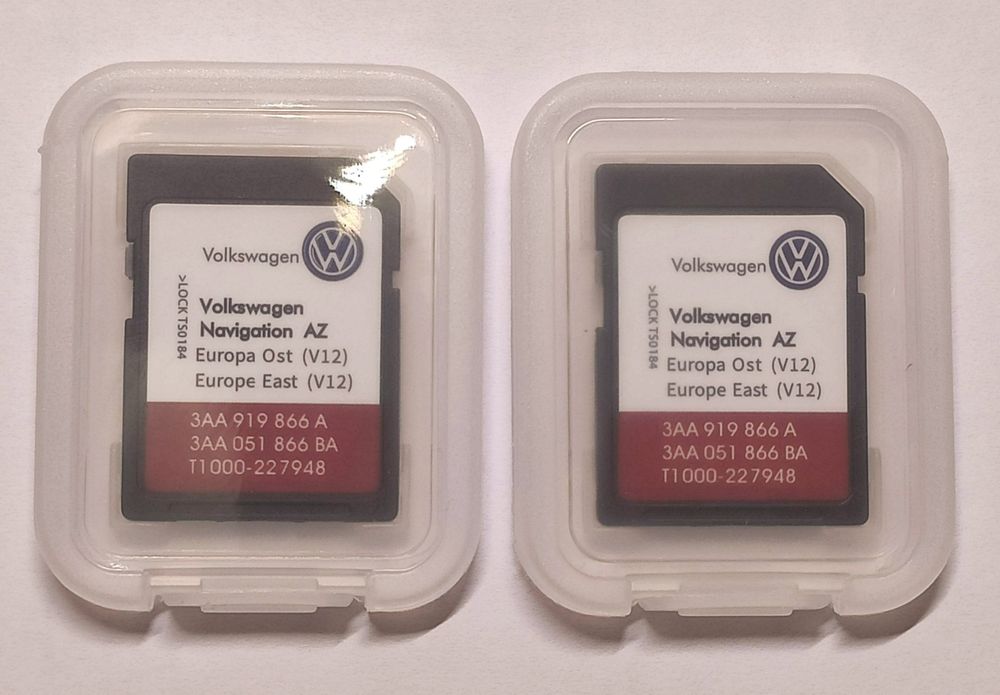 Volkswagen
>LOCK TS0184
Volkswagen
Navigation AZ
Europa Ost (V12)
Europe East (V12)
3AA 919 866 A
3AA 051 866 BA
T1000-227948
Volkswagen
>LOCK TS0184
Volkswagen
Navigation AZ
Europa Ost (V12)
Europe East (V12)
3AA 919 866 A
3AA 051 866 BA
T1000-227948